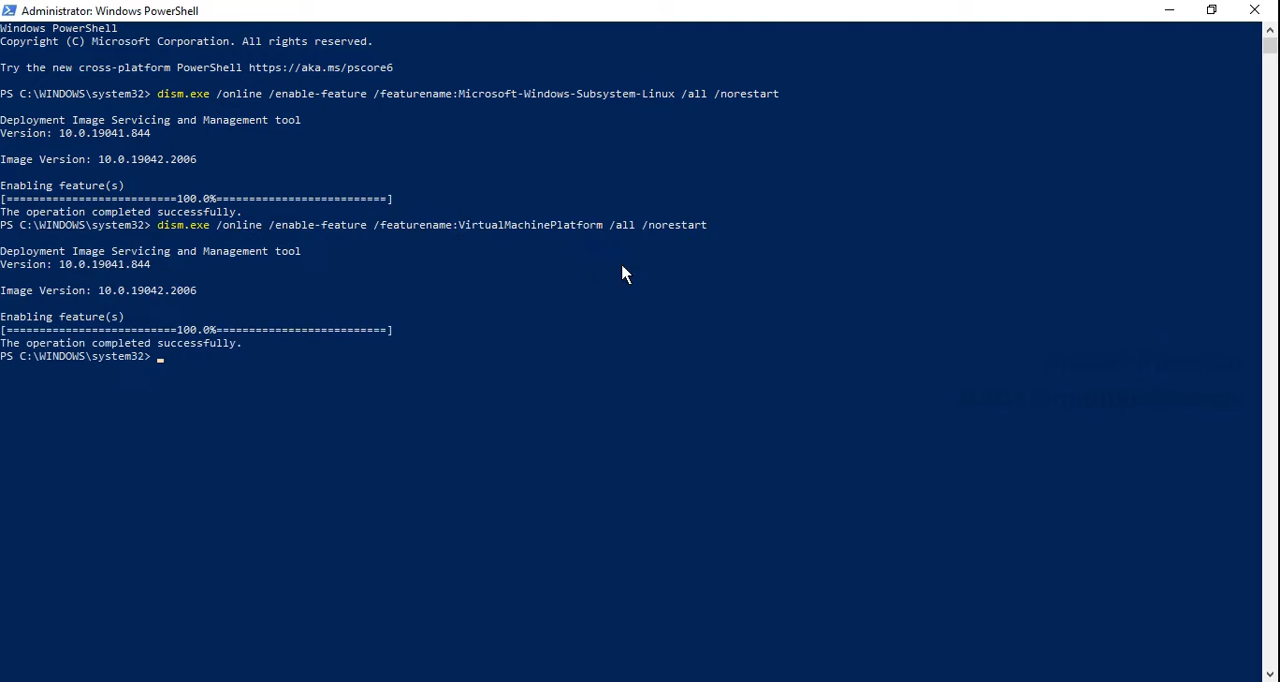 Administrator: Windows PowerShell
Windows PowerShell
Copyright (C) Microsoft Corporation. All rights reserved.
Try the new cross-platform PowerShell https://aka.ms/pscore6
PS C:\WINDOWS\system32> dism.exe /online /enable-feature /featurename:Microsoft-Windows-Subsystem-Linux /all /norestart
Deployment Image Servicing and Management tool
Version: 10.0.19041.844
Image Version: 10.0.19042.2006
Enabling feature(s)
[==========================100.0%==========================]
The operation completed successfully.
PS C:\WINDOWS\system32> dism.exe /online /enable-feature /featurename:VirtualMachinePlatform /all /norestart
Deployment Image Servicing and Management tool
Version: 10.0.19041.844
Image Version: 10.0.19042.2006
Enabling feature(s)
[==========================100.0%==========================]
The operation completed successfully.
PS C:\WINDOWS\system32>